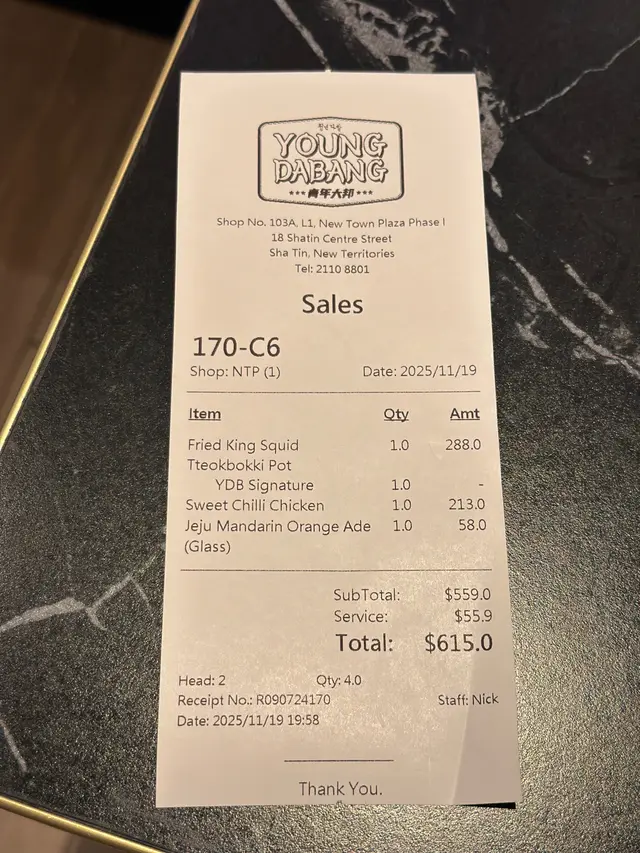 청년다방
YOUNG
DABANG
*** 青年大邦 ***
Shop No. 103A, L1, New Town Plaza Phase I
18 Shatin Centre Street
Sha Tin, New Territories
Tel: 2110 8801
Sales
170-C6
Shop: NTP (1) Date: 2025/11/19
Item Qty Amt
Fried King Squid 1.0 288.0
Tteokbokki Pot
YDB Signature 1.0 -
Sweet Chilli Chicken 1.0 213.0
Jeju Mandarin Orange Ade 1.0 58.0
(Glass)
SubTotal: $559.0
Service: $55.9
Total: $615.0
Head: 2 Qty: 4.0
Receipt No.: R090724170 Staff: Nick
Date: 2025/11/19 19:58
Thank You.